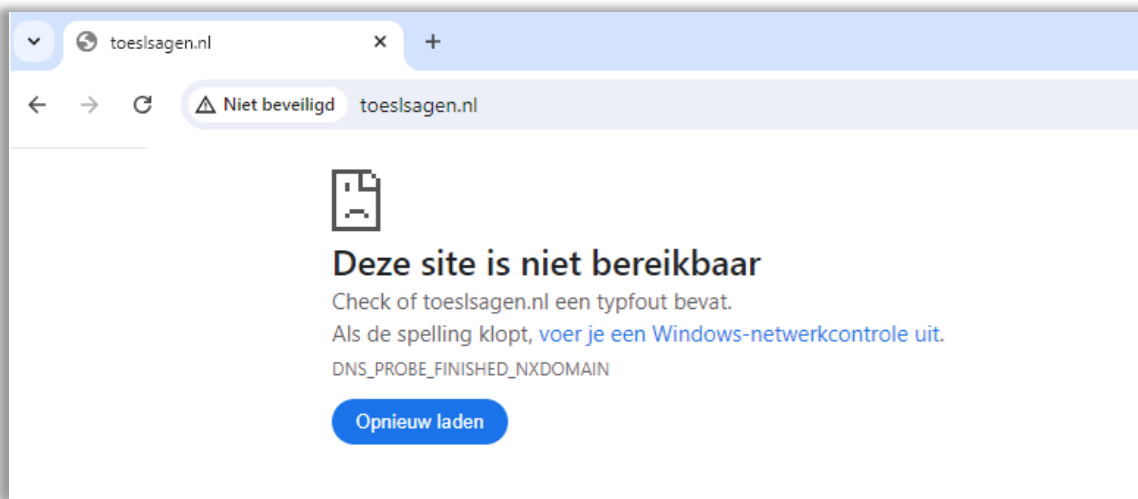 toeslsagen.nl
Niet beveiligd toeslsagen.nl
Deze site is niet bereikbaar
Check of toeslsagen.nl een typfout bevat.
Als de spelling klopt, voer je een Windows-netwerkcontrole uit.
DNS_PROBE_FINISHED_NXDOMAIN
Opnieuw laden